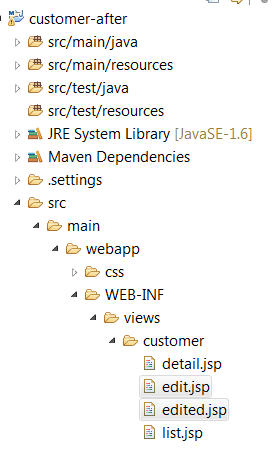 customer-after
src/main/java
src/main/resources
src/test/java
src/test/resources
JRE System Library [JavaSE-1.6]
Maven Dependencies
.settings
src
main
webapp
css
WEB-INF
views
customer
detail.jsp
edit.jsp
edited.jsp
list.jsp